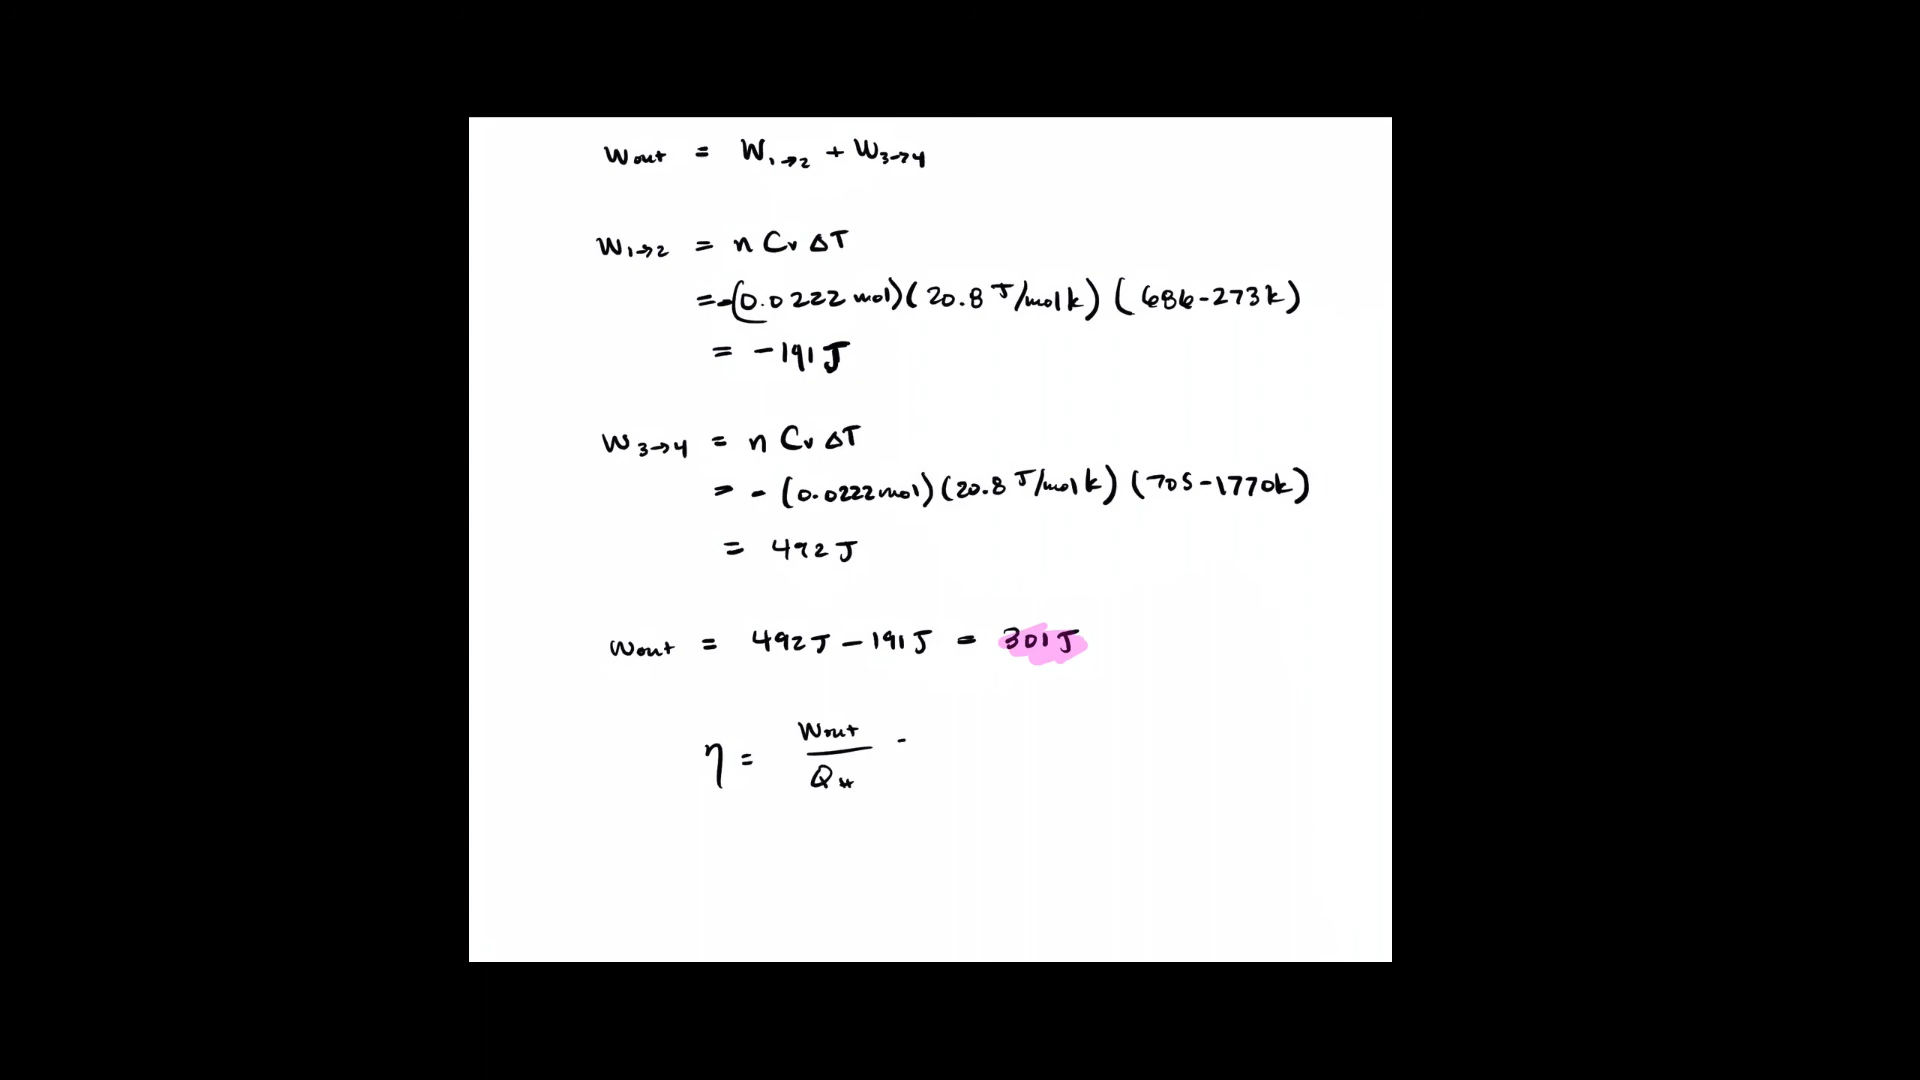 Wout = W1→2 + W3→4
W1→2 = n Cv ΔT
= -(0.0222 mol)(20.8 J/mol k) (686-273k)
= -191 J
W3→4 = n Cv ΔT
= - (0.0222 mol)(20.8 J/mol k) (705-1770k)
= 492 J
Wout = 492 J - 191 J = 301 J
η = Wout / QH -